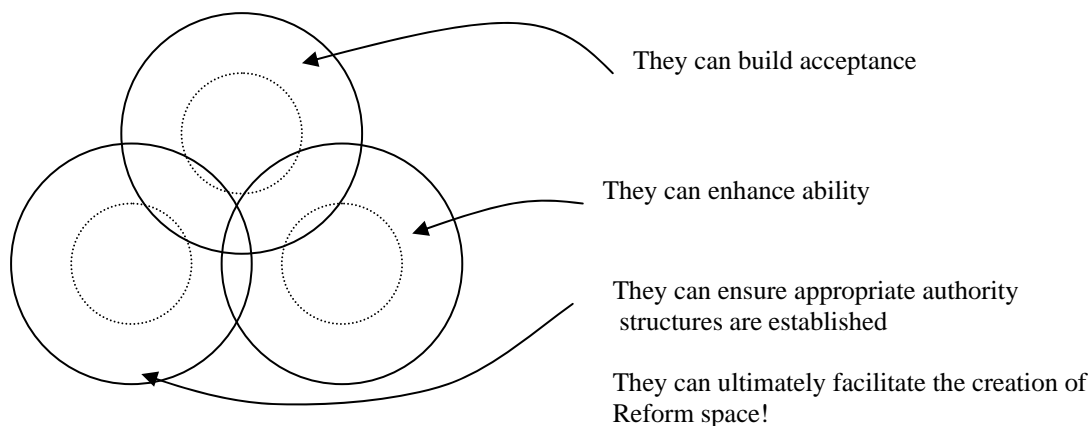 They can build acceptance
They can enhance ability
They can ensure appropriate authority
structures are established
They can ultimately facilitate the creation of
Reform space!